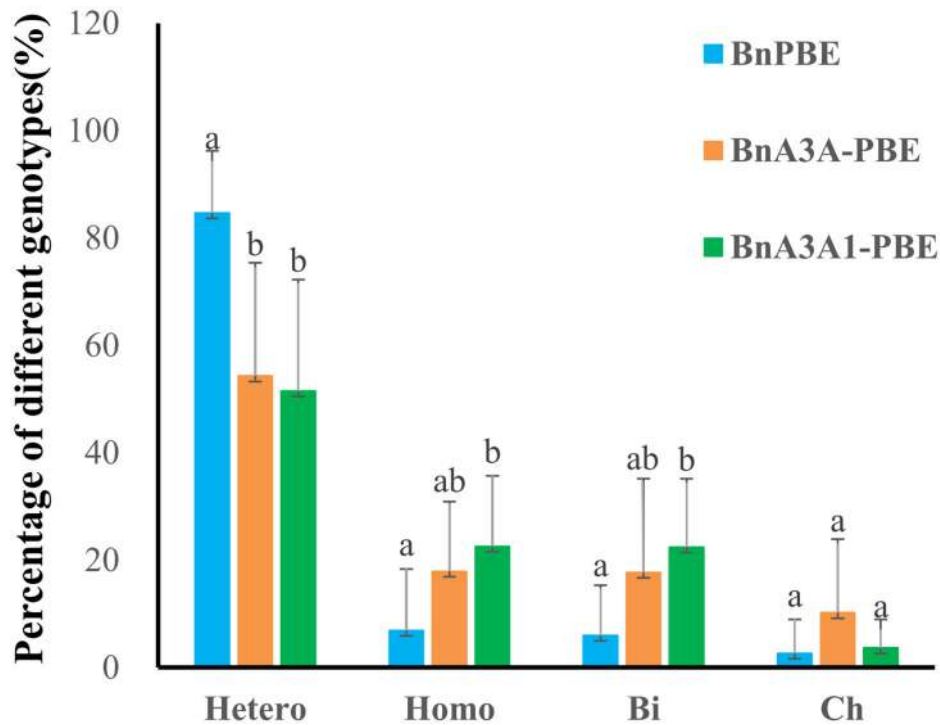 Percentage of different genotypes(%)
120
100
80
60
40
20
0
BnPBE
BnA3A-PBE
BnA3A1-PBE
a
b
b
a
ab
b
a
ab
b
a
a
a
Hetero
Homo
Bi
Ch